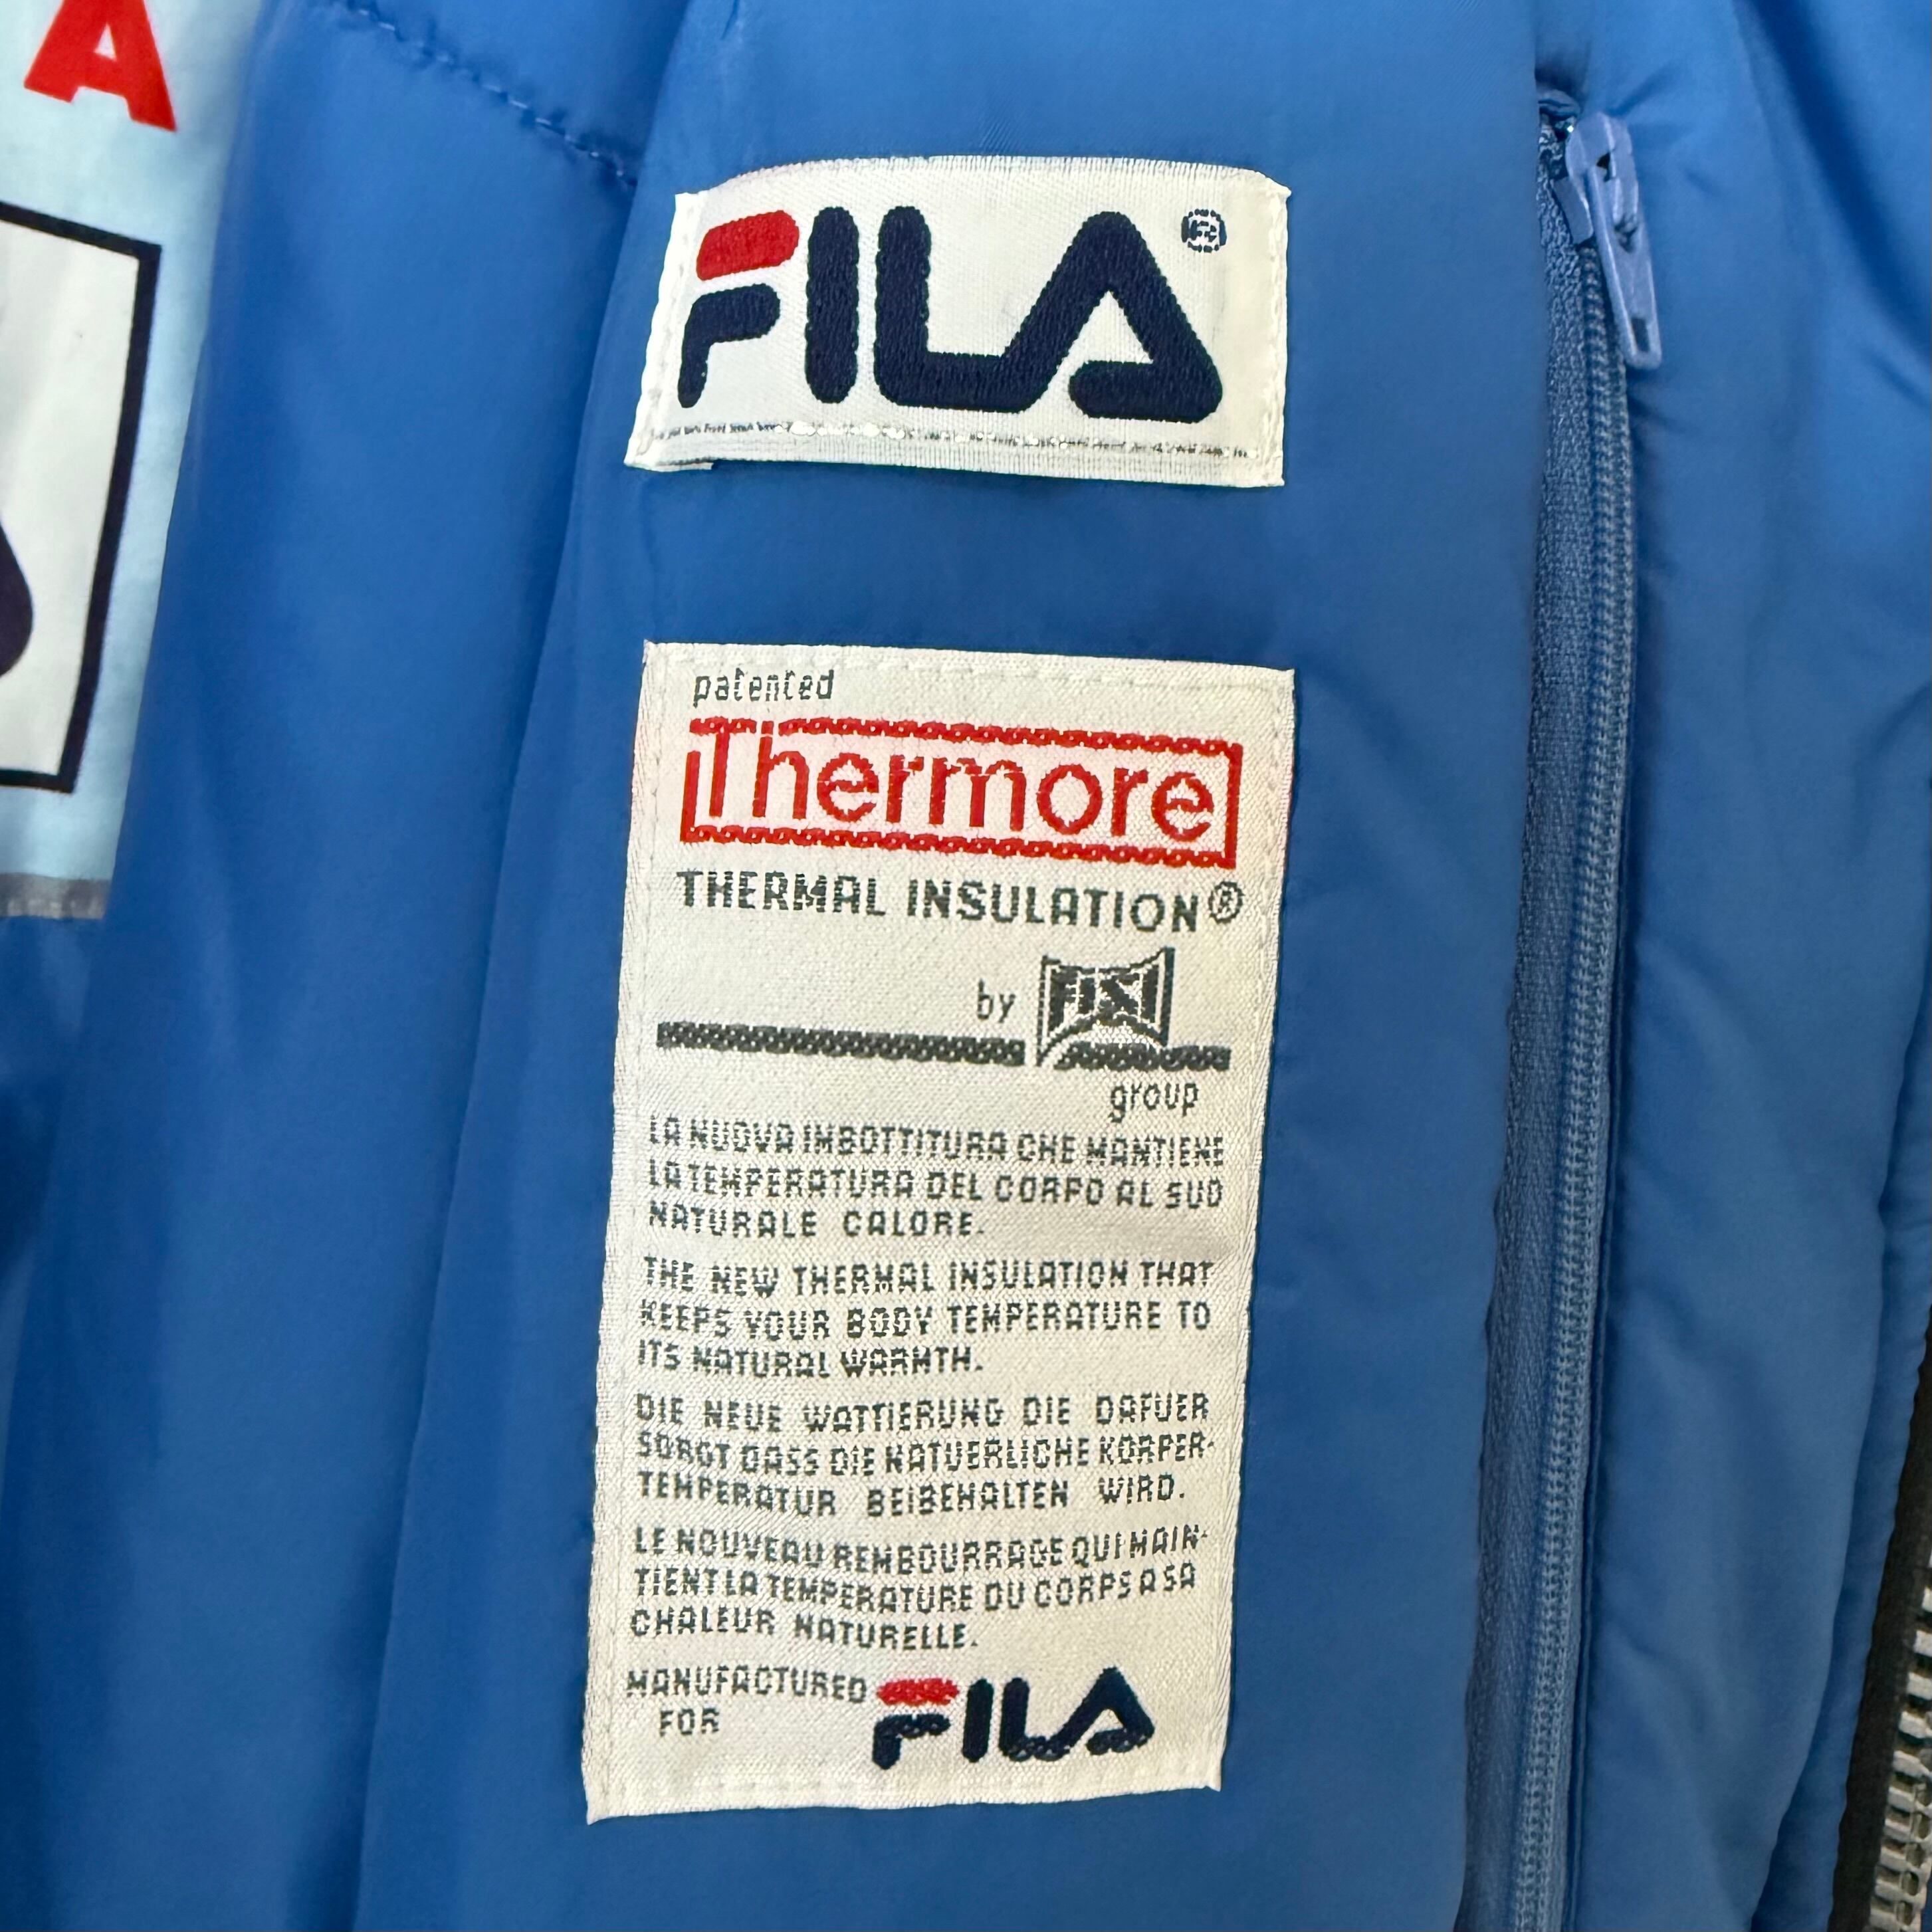 A
FILA®
patented
Thermore
THERMAL INSULATION®
by FISI
group
LA NUOVA IMBOTTITURA CHE MANTIENE
LA TEMPERATURA DEL CORPO AL SUO
NATURALE CALORE.
THE NEW THERMAL INSULATION THAT
KEEPS YOUR BODY TEMPERATURE TO
ITS NATURAL WARMTH.
DIE NEUE WATTIERUNG DIE DAFUER
SORGT DASS DIE NATUERLICHE KORPER-
TEMPERATUR BEIBEHALTEN WIRD.
LE NOUVEAU REMBOURRAGE QUI MAIN-
TIENT LA TEMPERATURE DU CORPS A SA
CHALEUR NATURELLE.
MANUFACTURED
FOR FILA